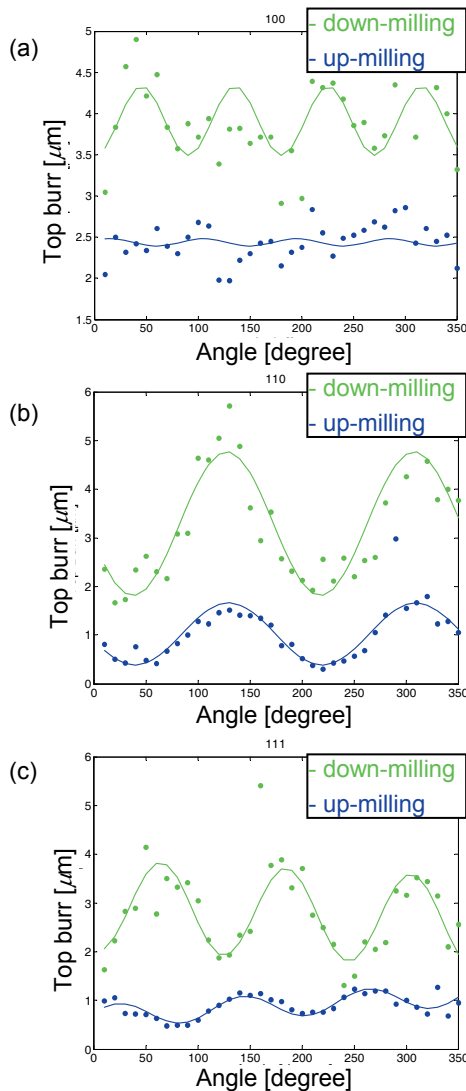 (a)
100
- down-milling
- up-milling
5
4.5
4
3.5
3
2.5
2
1.5
Top burr [μm]
0 50 100 150 200 250 300 350
Angle [degree]
(b)
110
- down-milling
- up-milling
6
5
4
3
2
1
0
Top burr [μm]
0 50 100 150 200 250 300 350
Angle [degree]
(c)
111
- down-milling
- up-milling
6
5
4
3
2
1
0
Top burr [μm]
0 50 100 150 200 250 300 350
Angle [degree]